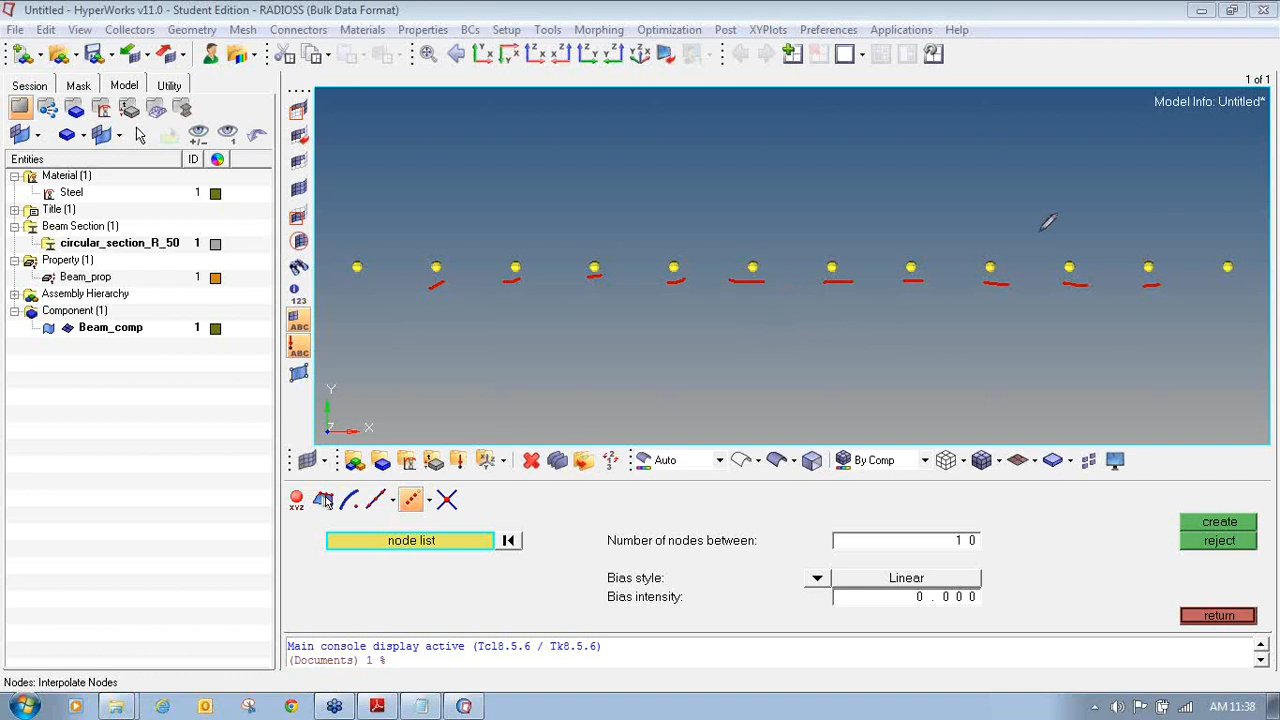 Untitled - HyperWorks v11.0 - Student Edition - RADIOSS (Bulk Data Format)
File Edit View Collectors Geometry Mesh Connectors Materials Properties BCs Setup Tools Morphing Optimization Post XYPlots Preferences Applications Help
Session Mask Model Utility
1 of 1
Model Info: Untitled*
Entities ID
Material (1)
Steel 1
Title (1)
Beam Section (1)
circular_section_R_50 1
Property (1)
Beam_prop 1
Assembly Hierarchy
Component (1)
Beam_comp 1
123
ABC
ABC
Y
Z X
Auto
By Comp
XYZ
node list
Number of nodes between: 1 0
Bias style: Linear
Bias intensity: 0 . 0 0 0
create
reject
return
Main console display active (Tcl8.5.6 / Tk8.5.6)
(Documents) 1 %
Nodes: Interpolate Nodes
AM 11:38